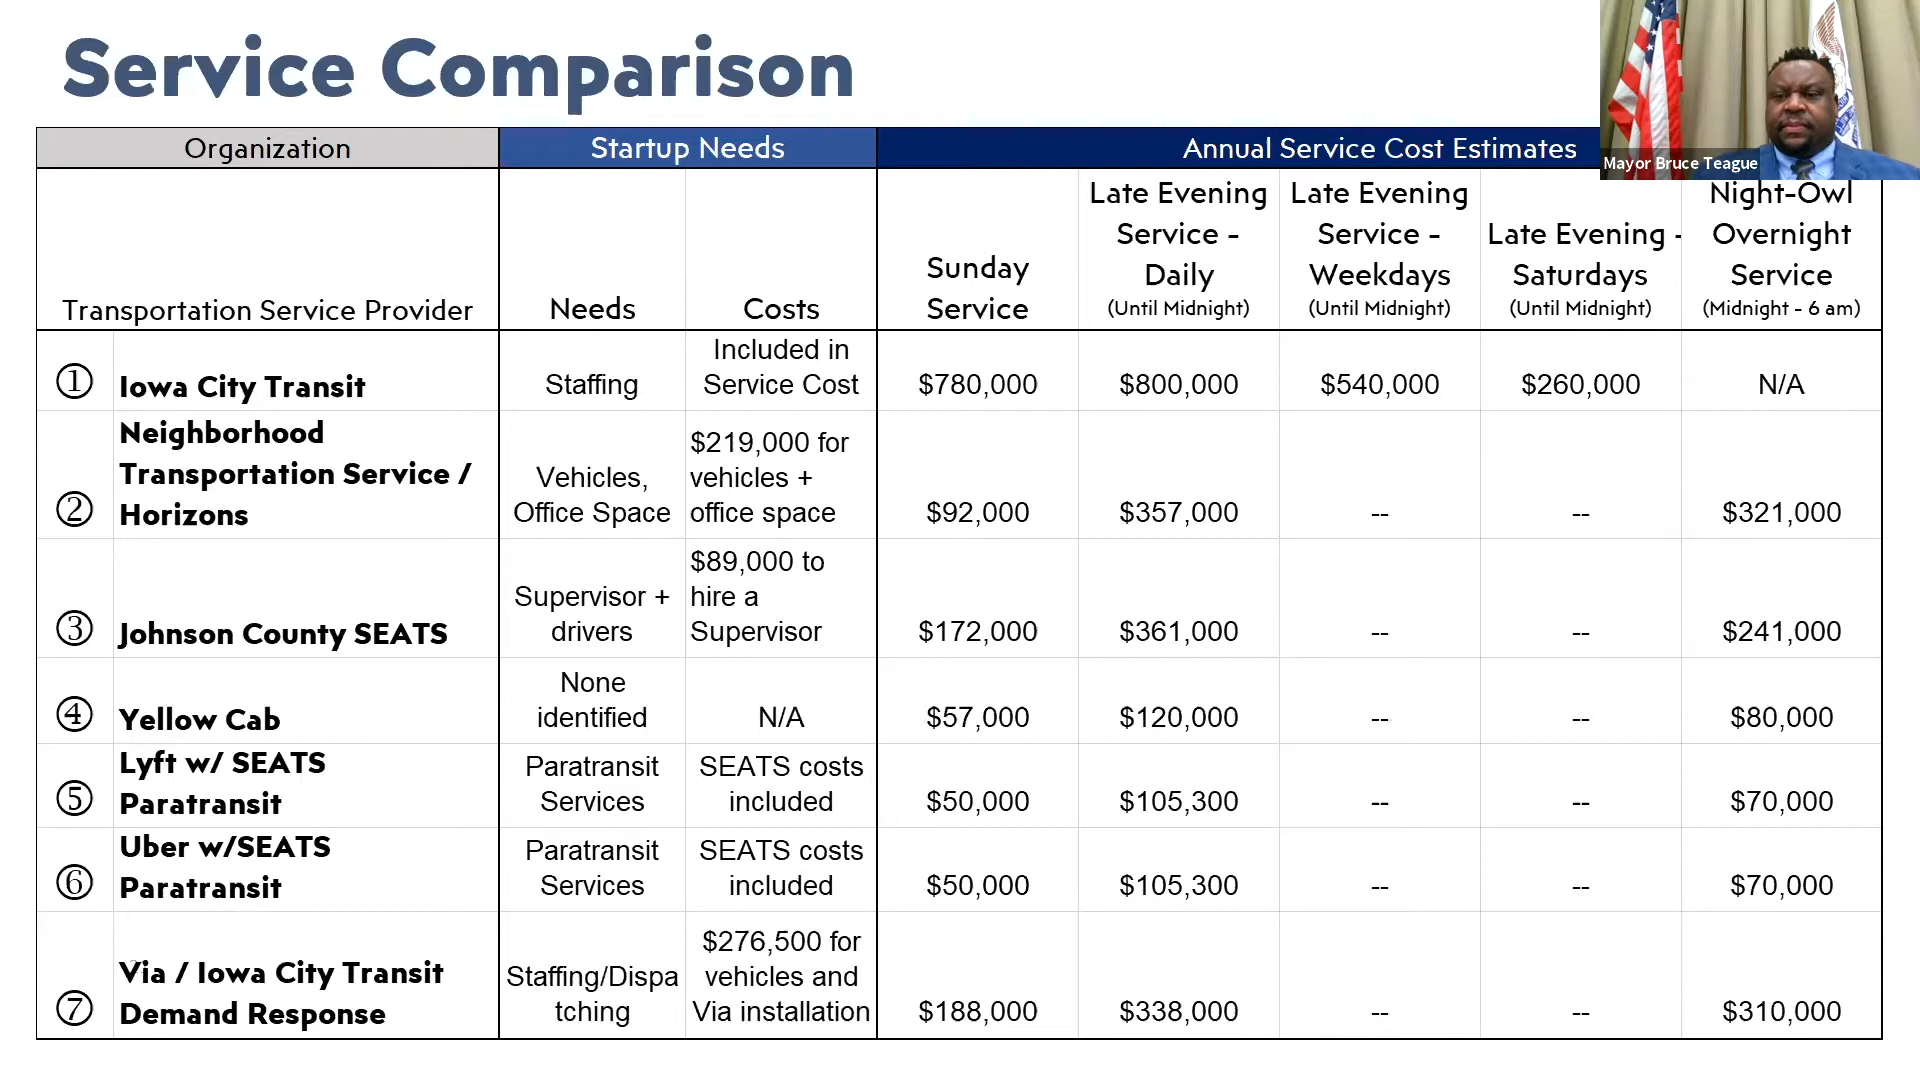 Service Comparison
Organization
Startup Needs
Annual Service Cost Estimates
Mayor Bruce Teague
Transportation Service Provider
Needs
Costs
Sunday
Service
Late Evening
Service -
Daily
(Until Midnight)
Late Evening
Service -
Weekdays
(Until Midnight)
Late Evening -
Saturdays
(Until Midnight)
Night-Owl
Overnight
Service
(Midnight - 6 am)
①
Iowa City Transit
Staffing
Included in
Service Cost
$780,000
$800,000
$540,000
$260,000
N/A
②
Neighborhood
Transportation Service /
Horizons
Vehicles,
Office Space
$219,000 for
vehicles +
office space
$92,000
$357,000
--
--
$321,000
③
Johnson County SEATS
Supervisor +
drivers
$89,000 to
hire a
Supervisor
$172,000
$361,000
--
--
$241,000
④
Yellow Cab
None
identified
N/A
$57,000
$120,000
--
--
$80,000
⑤
Lyft w/ SEATS
Paratransit
Paratransit
Services
SEATS costs
included
$50,000
$105,300
--
--
$70,000
⑥
Uber w/SEATS
Paratransit
Paratransit
Services
SEATS costs
included
$50,000
$105,300
--
--
$70,000
⑦
Via / Iowa City Transit
Demand Response
Staffing/Dispa
tching
$276,500 for
vehicles and
Via installation
$188,000
$338,000
--
--
$310,000